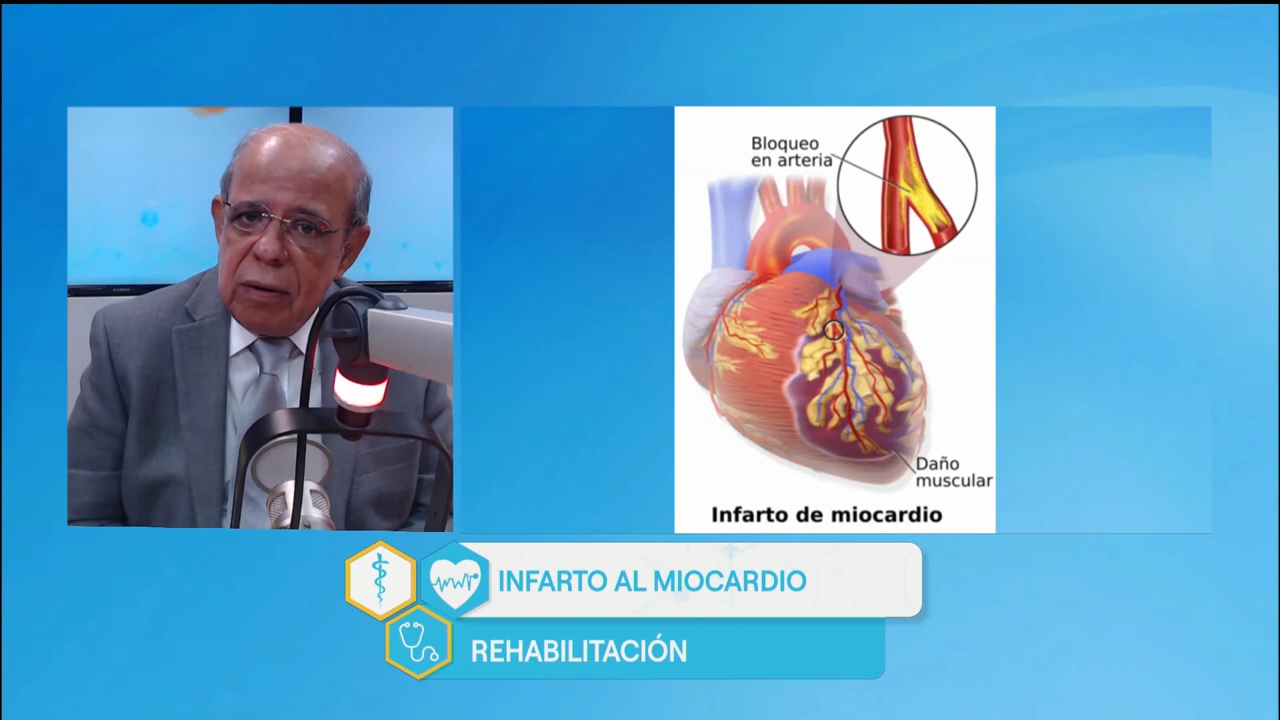 Bloqueo
en arteria
Daño
muscular
Infarto de miocardio
INFARTO AL MIOCARDIO
REHABILITACIÓN